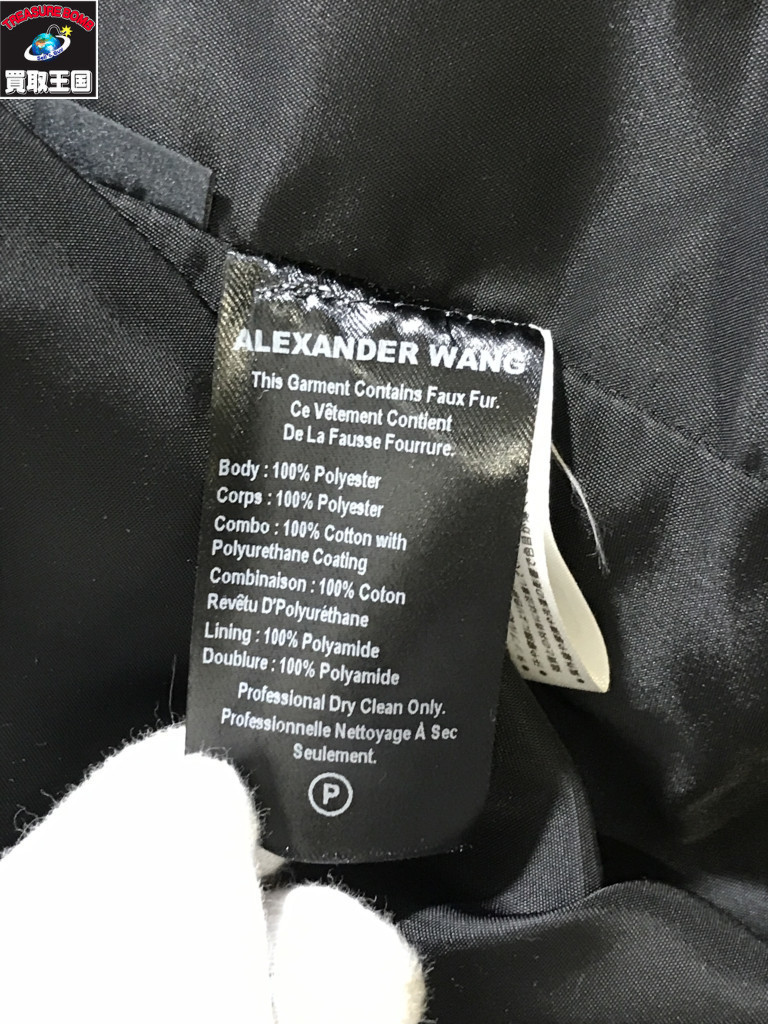 TREASURE BOMB
買取王国
ALEXANDER WANG
This Garment Contains Faux Fur.
Ce Vêtement Contient
De La Fausse Fourrure.
Body : 100% Polyester
Corps : 100% Polyester
Combo : 100% Cotton with
Polyurethane Coating
Combinaison : 100% Coton
Revêtu D'Polyuréthane
Lining : 100% Polyamide
Doublure : 100% Polyamide
Professional Dry Clean Only.
Professionnelle Nettoyage À Sec
Seulement.
P